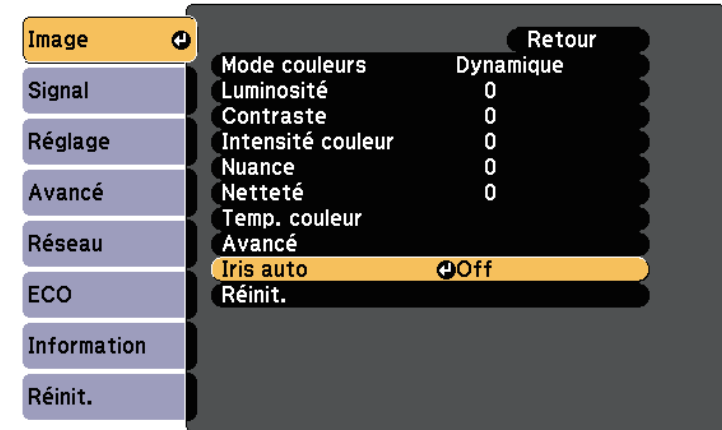 Image
Signal
Réglage
Avancé
Réseau
ECO
Information
Réinit.
Retour
Mode couleurs Dynamique
Luminosité 0
Contraste 0
Intensité couleur 0
Nuance 0
Netteté 0
Temp. couleur
Avancé
Iris auto Off
Réinit.